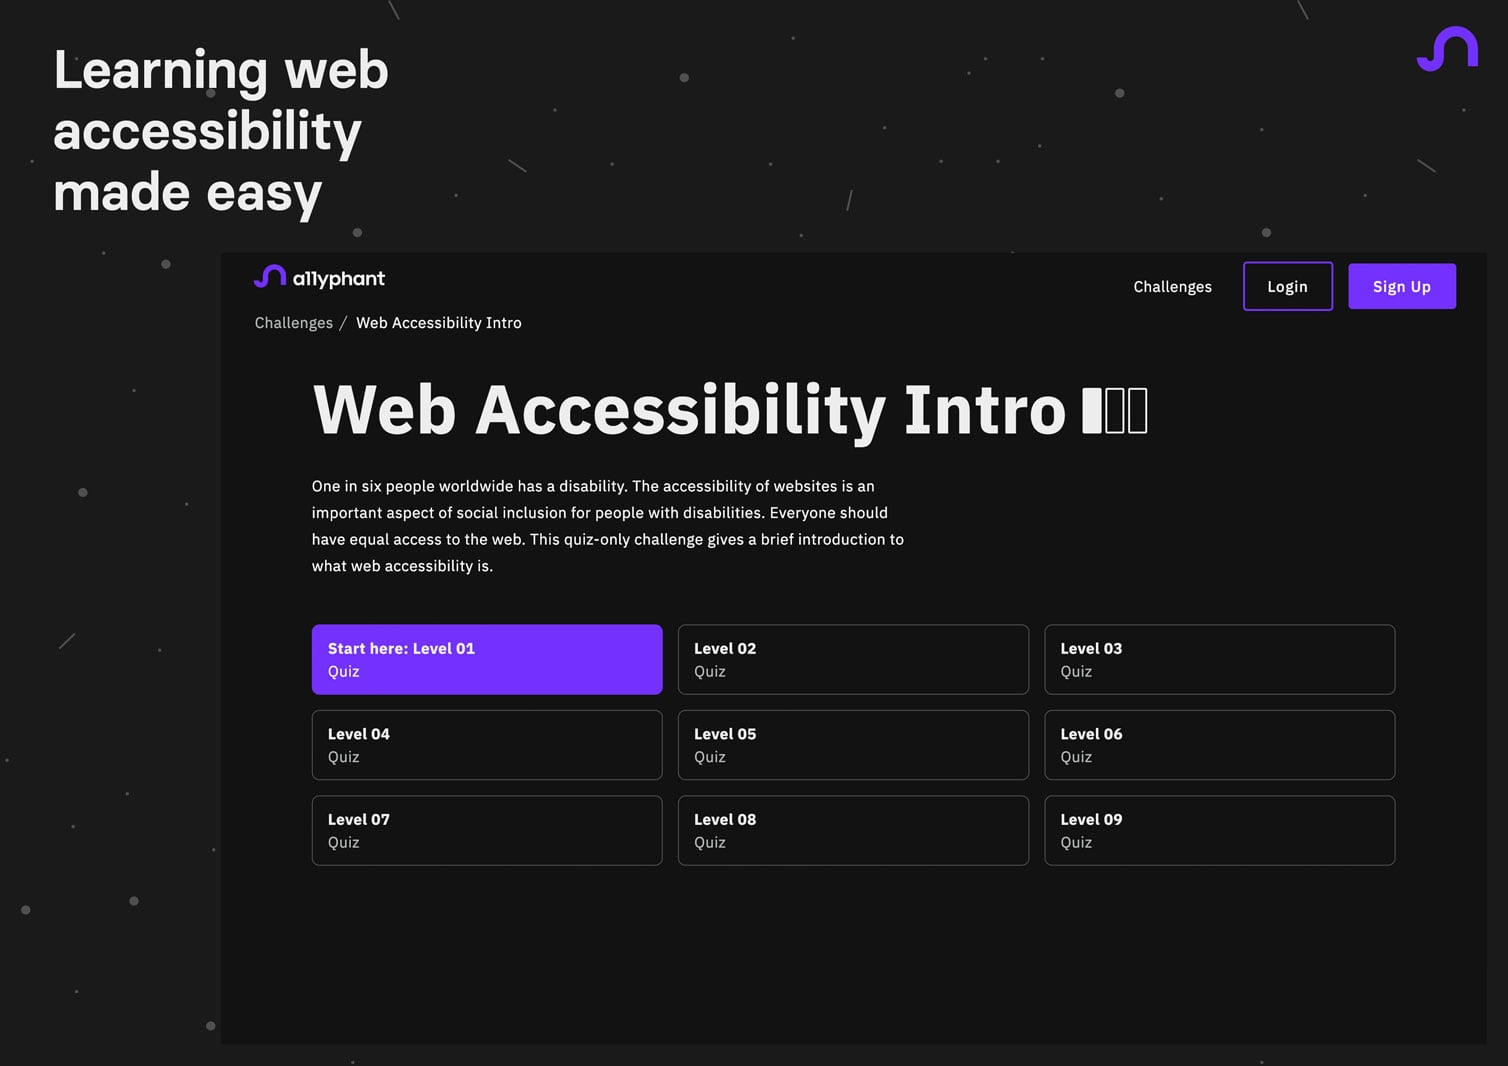 Learning web
accessibility
made easy
a11yphant
Challenges
Login
Sign Up
Challenges / Web Accessibility Intro
Web Accessibility Intro
One in six people worldwide has a disability. The accessibility of websites is an
important aspect of social inclusion for people with disabilities. Everyone should
have equal access to the web. This quiz-only challenge gives a brief introduction to
what web accessibility is.
Start here: Level 01
Quiz
Level 02
Quiz
Level 03
Quiz
Level 04
Quiz
Level 05
Quiz
Level 06
Quiz
Level 07
Quiz
Level 08
Quiz
Level 09
Quiz